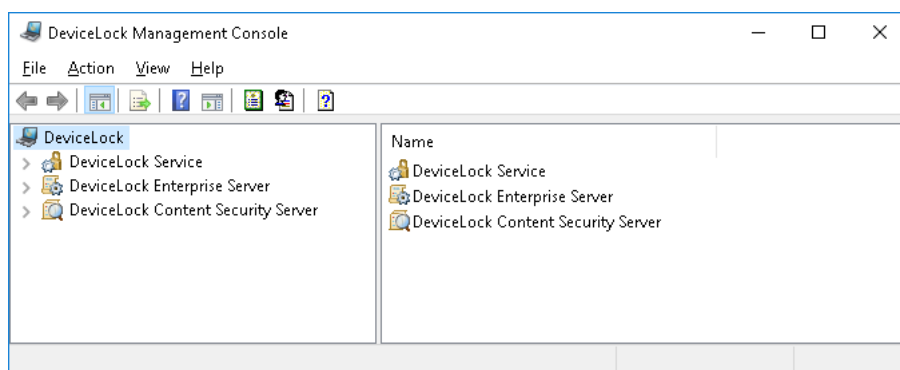 DeviceLock Management Console
File Action View Help
DeviceLock
DeviceLock Service
DeviceLock Enterprise Server
DeviceLock Content Security Server
Name
DeviceLock Service
DeviceLock Enterprise Server
DeviceLock Content Security Server